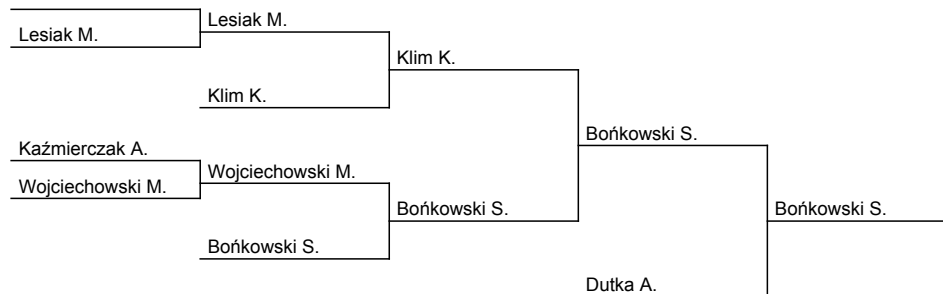 Lesiak M.
Lesiak M.
Klim K.
Klim K.
Bońkowski S.
Kaźmierczak A.
Wojciechowski M.
Wojciechowski M.
Bońkowski S.
Bońkowski S.
Bońkowski S.
Dutka A.